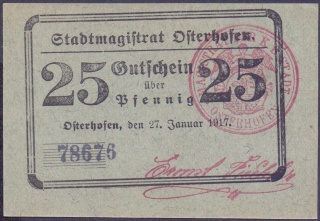 Stadtmagistrat Osterhofen.
25 Gutschein 25
über
Pfennig
Osterhofen, den 27. Januar 1917.
78676